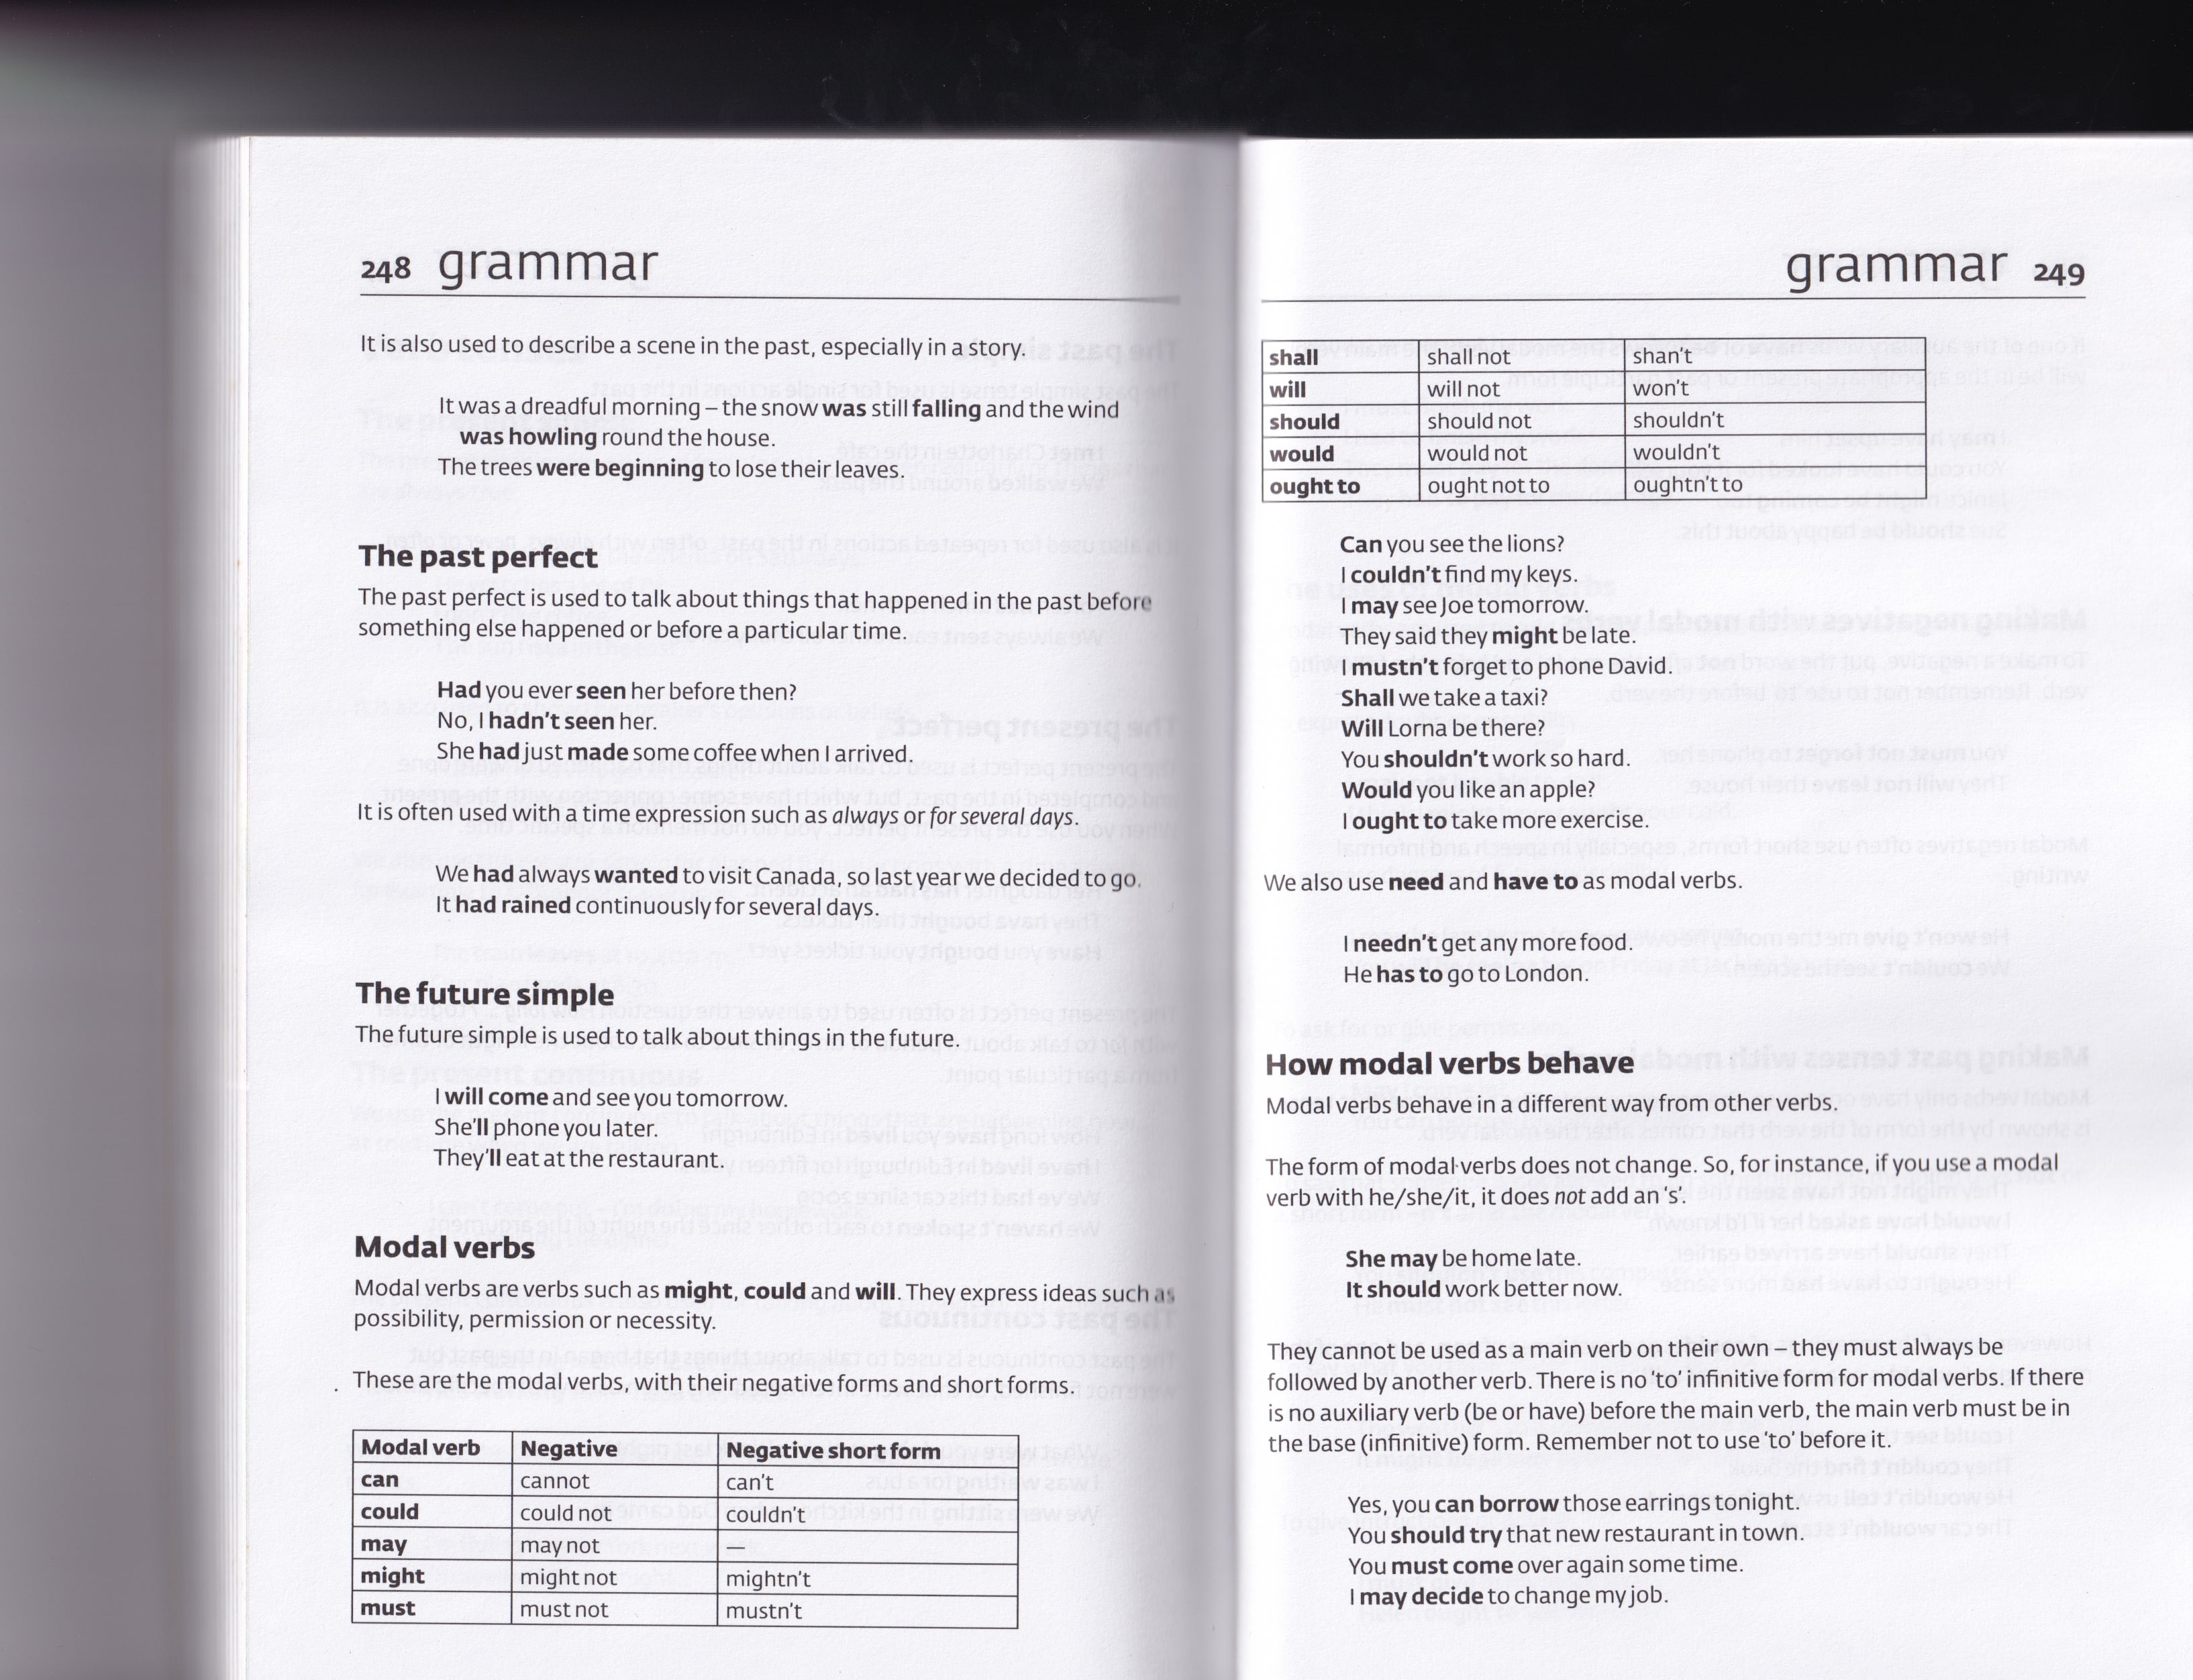 248 grammar
It is also used to describe a scene in the past, especially in a story.
It was a dreadful morning – the snow was still falling and the wind
was howling round the house.
The trees were beginning to lose their leaves.
The past perfect
The past perfect is used to talk about things that happened in the past before
something else happened or before a particular time.
Had you ever seen her before then?
No, I hadn't seen her.
She had just made some coffee when I arrived.
It is often used with a time expression such as always or for several days.
We had always wanted to visit Canada, so last year we decided to go.
It had rained continuously for several days.
The future simple
The future simple is used to talk about things in the future.
I will come and see you tomorrow.
She'll phone you later.
They'll eat at the restaurant.
Modal verbs
Modal verbs are verbs such as might, could and will. They express ideas such as
possibility, permission or necessity.
These are the modal verbs, with their negative forms and short forms.
Modal verb Negative Negative short form
can cannot can't
could could not couldn't
may may not —
might might not mightn't
must must not mustn't
grammar 249
shall shall not shan't
will will not won't
should should not shouldn't
would would not wouldn't
ought to ought not to oughtn't to
Can you see the lions?
I couldn't find my keys.
I may see Joe tomorrow.
They said they might be late.
I mustn't forget to phone David.
Shall we take a taxi?
Will Lorna be there?
You shouldn't work so hard.
Would you like an apple?
I ought to take more exercise.
We also use need and have to as modal verbs.
I needn't get any more food.
He has to go to London.
How modal verbs behave
Modal verbs behave in a different way from other verbs.
The form of modal verbs does not change. So, for instance, if you use a modal
verb with he/she/it, it does not add an 's'.
She may be home late.
It should work better now.
They cannot be used as a main verb on their own – they must always be
followed by another verb. There is no 'to' infinitive form for modal verbs. If there
is no auxiliary verb (be or have) before the main verb, the main verb must be in
the base (infinitive) form. Remember not to use 'to' before it.
Yes, you can borrow those earrings tonight.
You should try that new restaurant in town.
You must come over again some time.
I may decide to change my job.